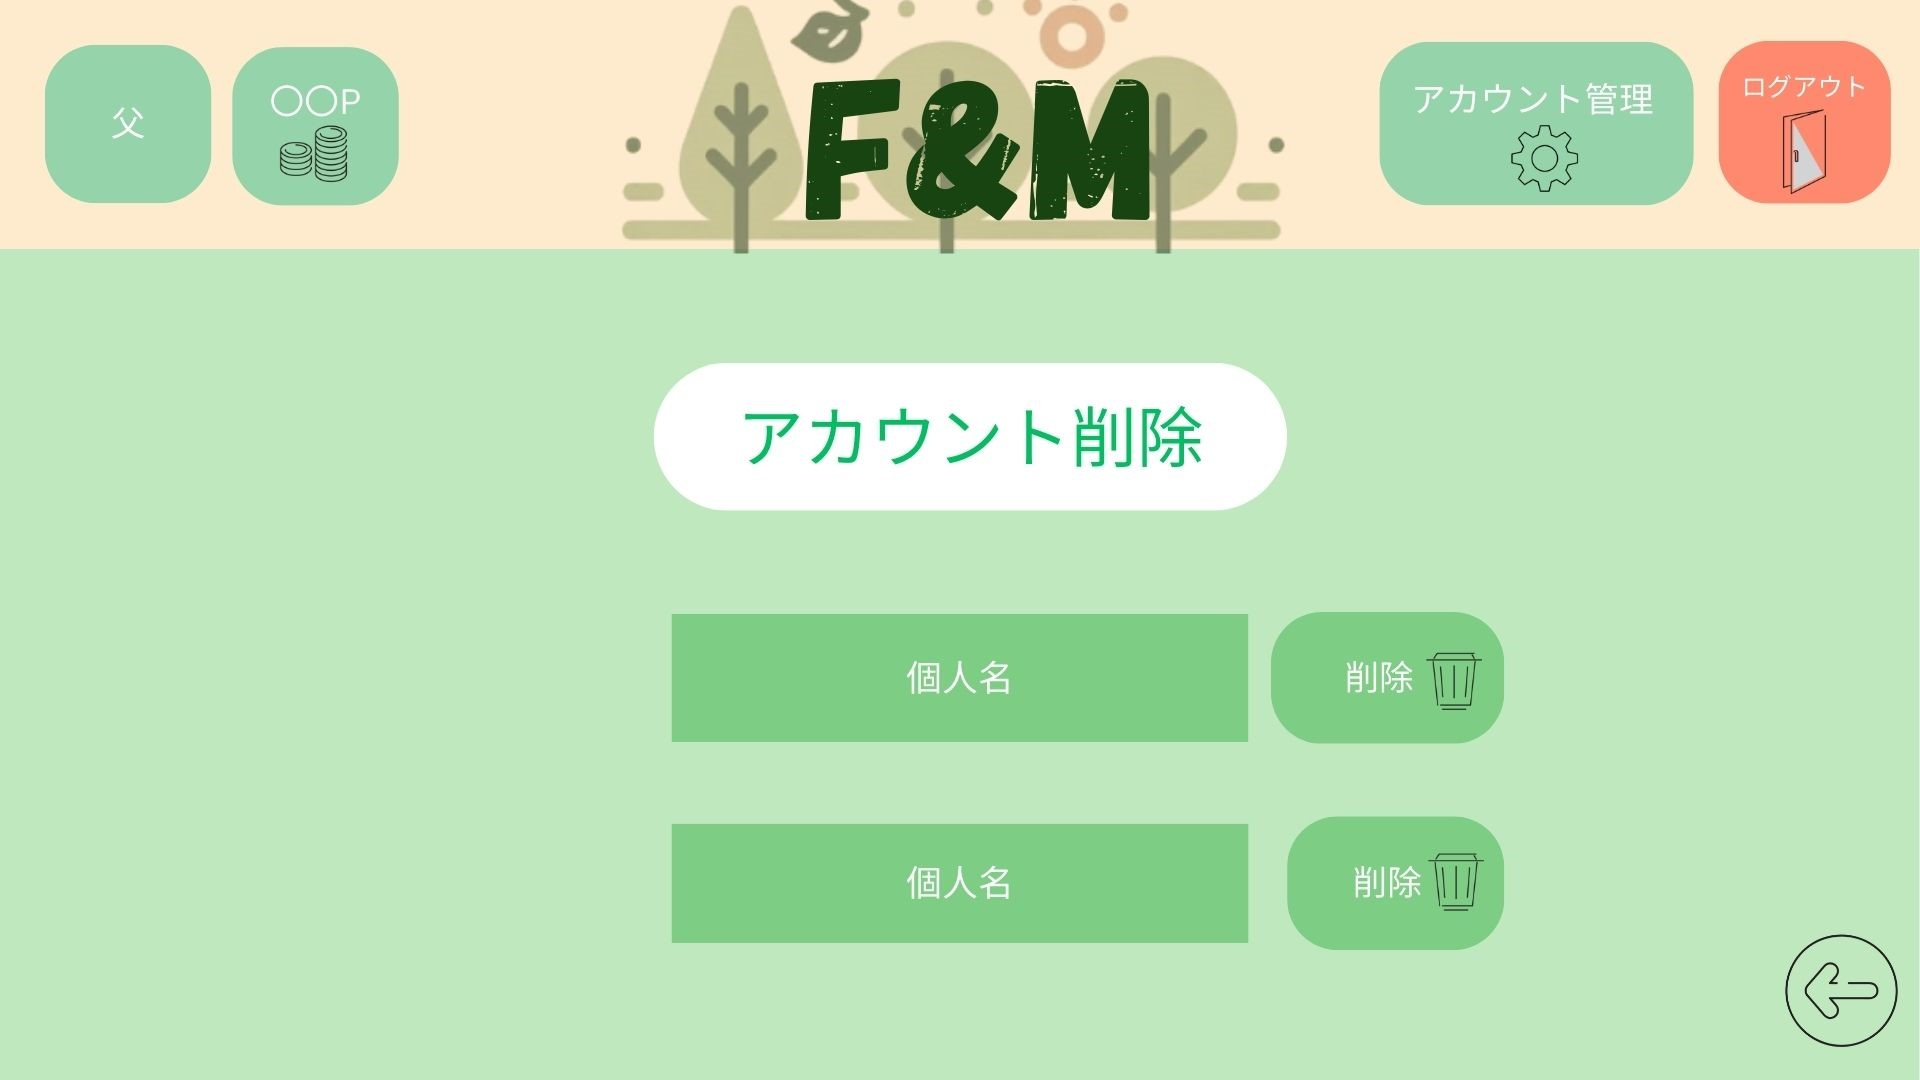 父
〇〇P
F&M
アカウント管理
ログアウト
アカウント削除
個人名
削除
個人名
削除